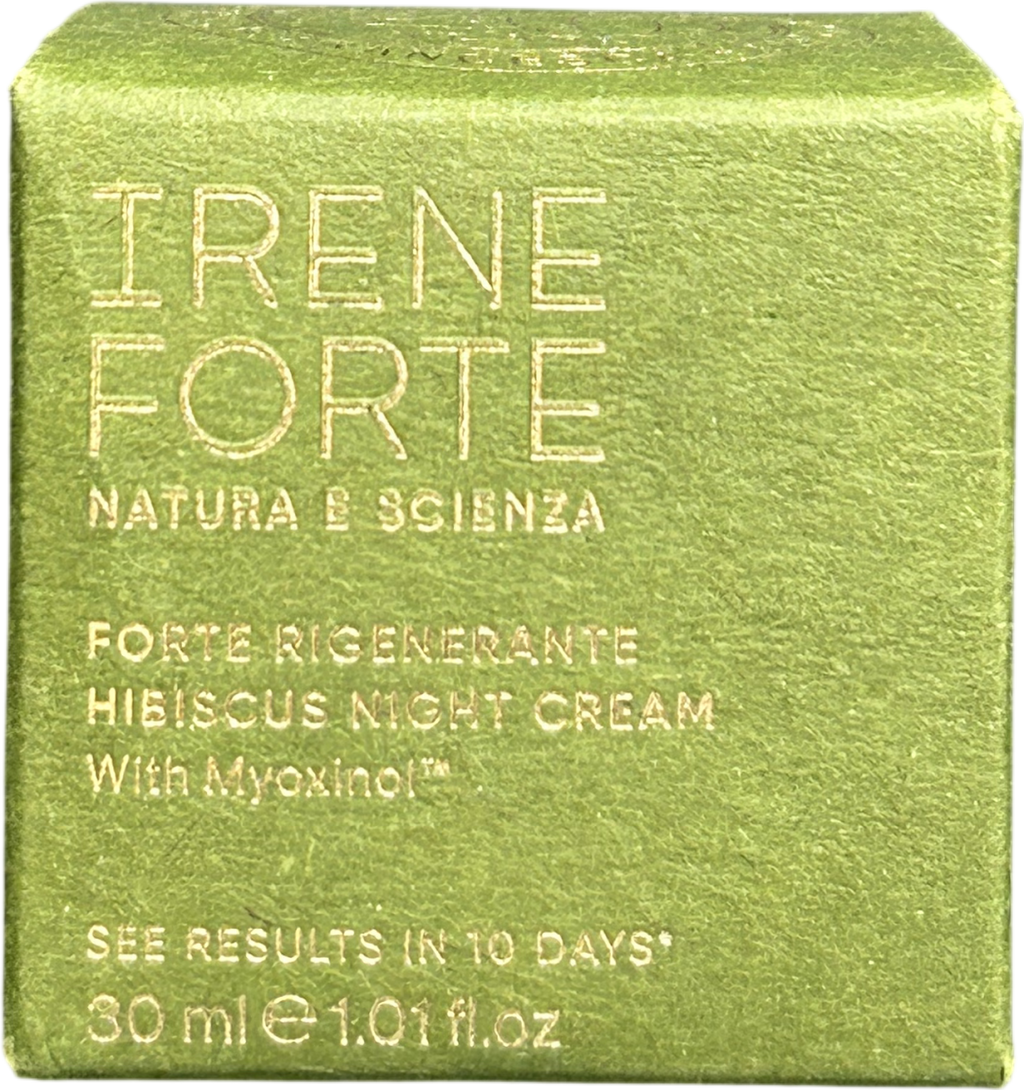 IRENE
FORTE
NATURA E SCIENZA
FORTE RIGENERANTE
HIBISCUS NIGHT CREAM
With Myoxinol™
SEE RESULTS IN 10 DAYS*
30 ml ℮ 1.01 fl.oz